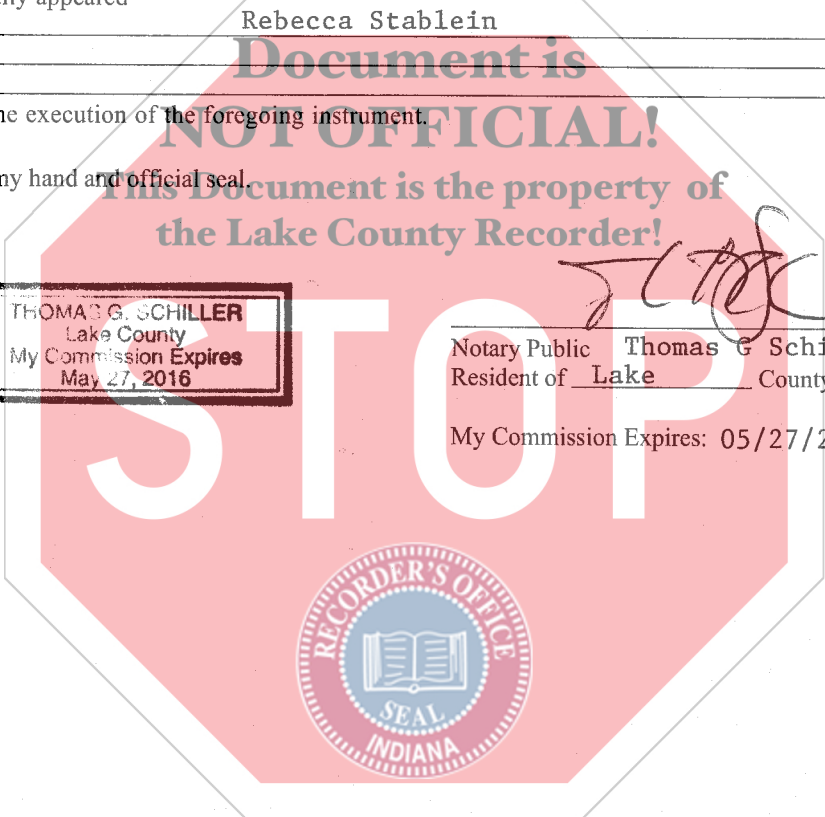 appeared
Rebecca Stablein
Document is
NOT OFFICIAL!
execution of the foregoing instrument.
my hand and official seal.
This Document is the property of
the Lake County Recorder!
THOMAS G. SCHILLER
Lake County
My Commission Expires
May 27, 2016
STOP
Notary Public Thomas G Schi
Resident of Lake County
My Commission Expires: 05/27/2
RECORDER'S OFFICE
SEAL
INDIANA